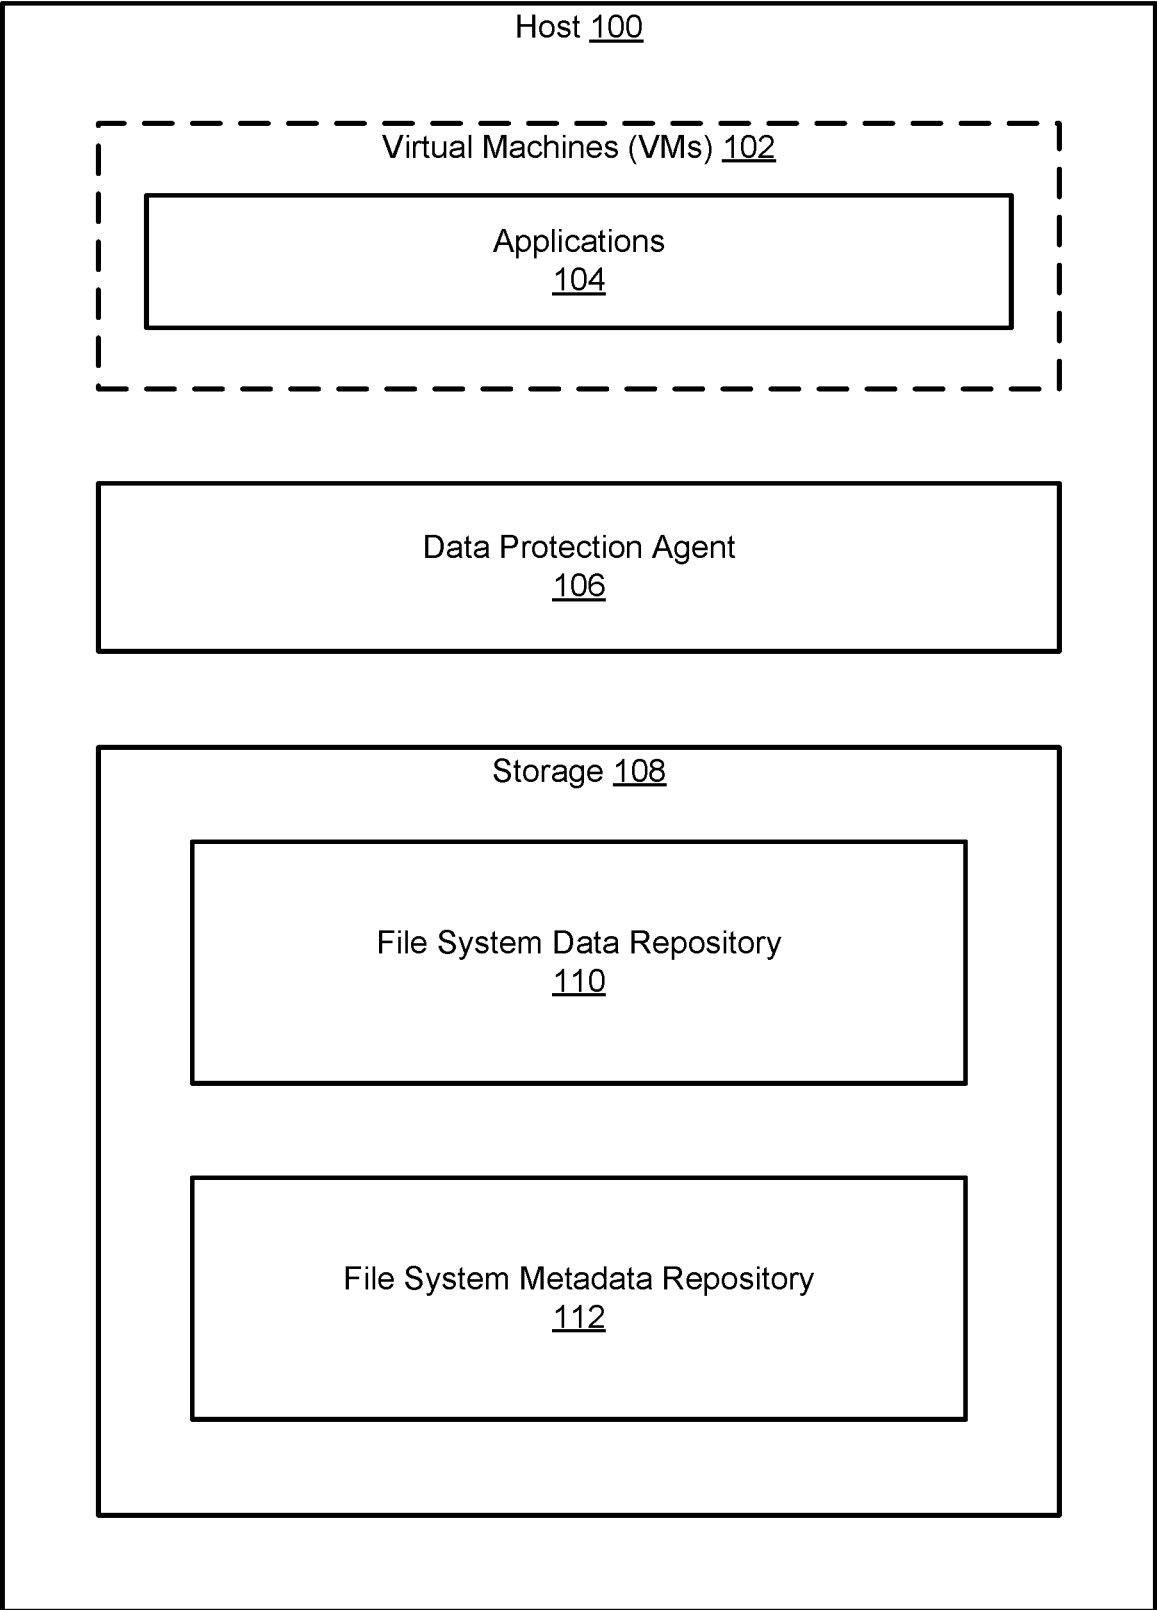 Host 100
Virtual Machines (VMs) 102
Applications
104
Data Protection Agent
106
Storage 108
File System Data Repository
110
File System Metadata Repository
112